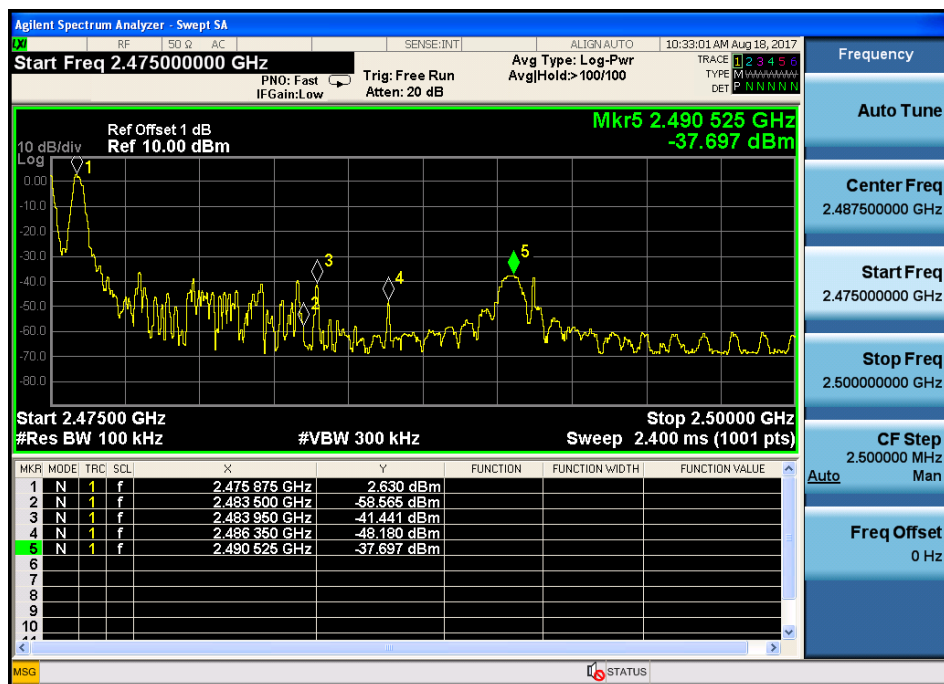 Agilent Spectrum Analyzer - Swept SA
LXI RF 50 Ω AC SENSE:INT ALIGN AUTO 10:33:01 AM Aug 18, 2017
Start Freq 2.475000000 GHz
PNO: Fast
IFGain:Low
Trig: Free Run
Atten: 20 dB
Avg Type: Log-Pwr
Avg|Hold:>100/100
TRACE 1 2 3 4 5 6
TYPE M
DET P N N N N N
Ref Offset 1 dB
10 dB/div Ref 10.00 dBm
Log
Mkr5 2.490 525 GHz
-37.697 dBm
0.00
-10.0
-20.0
-30.0
-40.0
-50.0
-60.0
-70.0
-80.0
1
2
3
4
5
Start 2.47500 GHz
Stop 2.50000 GHz
#Res BW 100 kHz
#VBW 300 kHz
Sweep 2.400 ms (1001 pts)
MKR MODE TRC SCL X Y FUNCTION FUNCTION WIDTH FUNCTION VALUE
1 N 1 f 2.475 875 GHz 2.630 dBm
2 N 1 f 2.483 500 GHz -58.565 dBm
3 N 1 f 2.483 950 GHz -41.441 dBm
4 N 1 f 2.486 350 GHz -48.180 dBm
5 N 1 f 2.490 525 GHz -37.697 dBm
6
7
8
9
10
11
MSG
STATUS
Frequency
Auto Tune
Center Freq
2.487500000 GHz
Start Freq
2.475000000 GHz
Stop Freq
2.500000000 GHz
CF Step
2.500000 MHz
Auto Man
Freq Offset
0 Hz